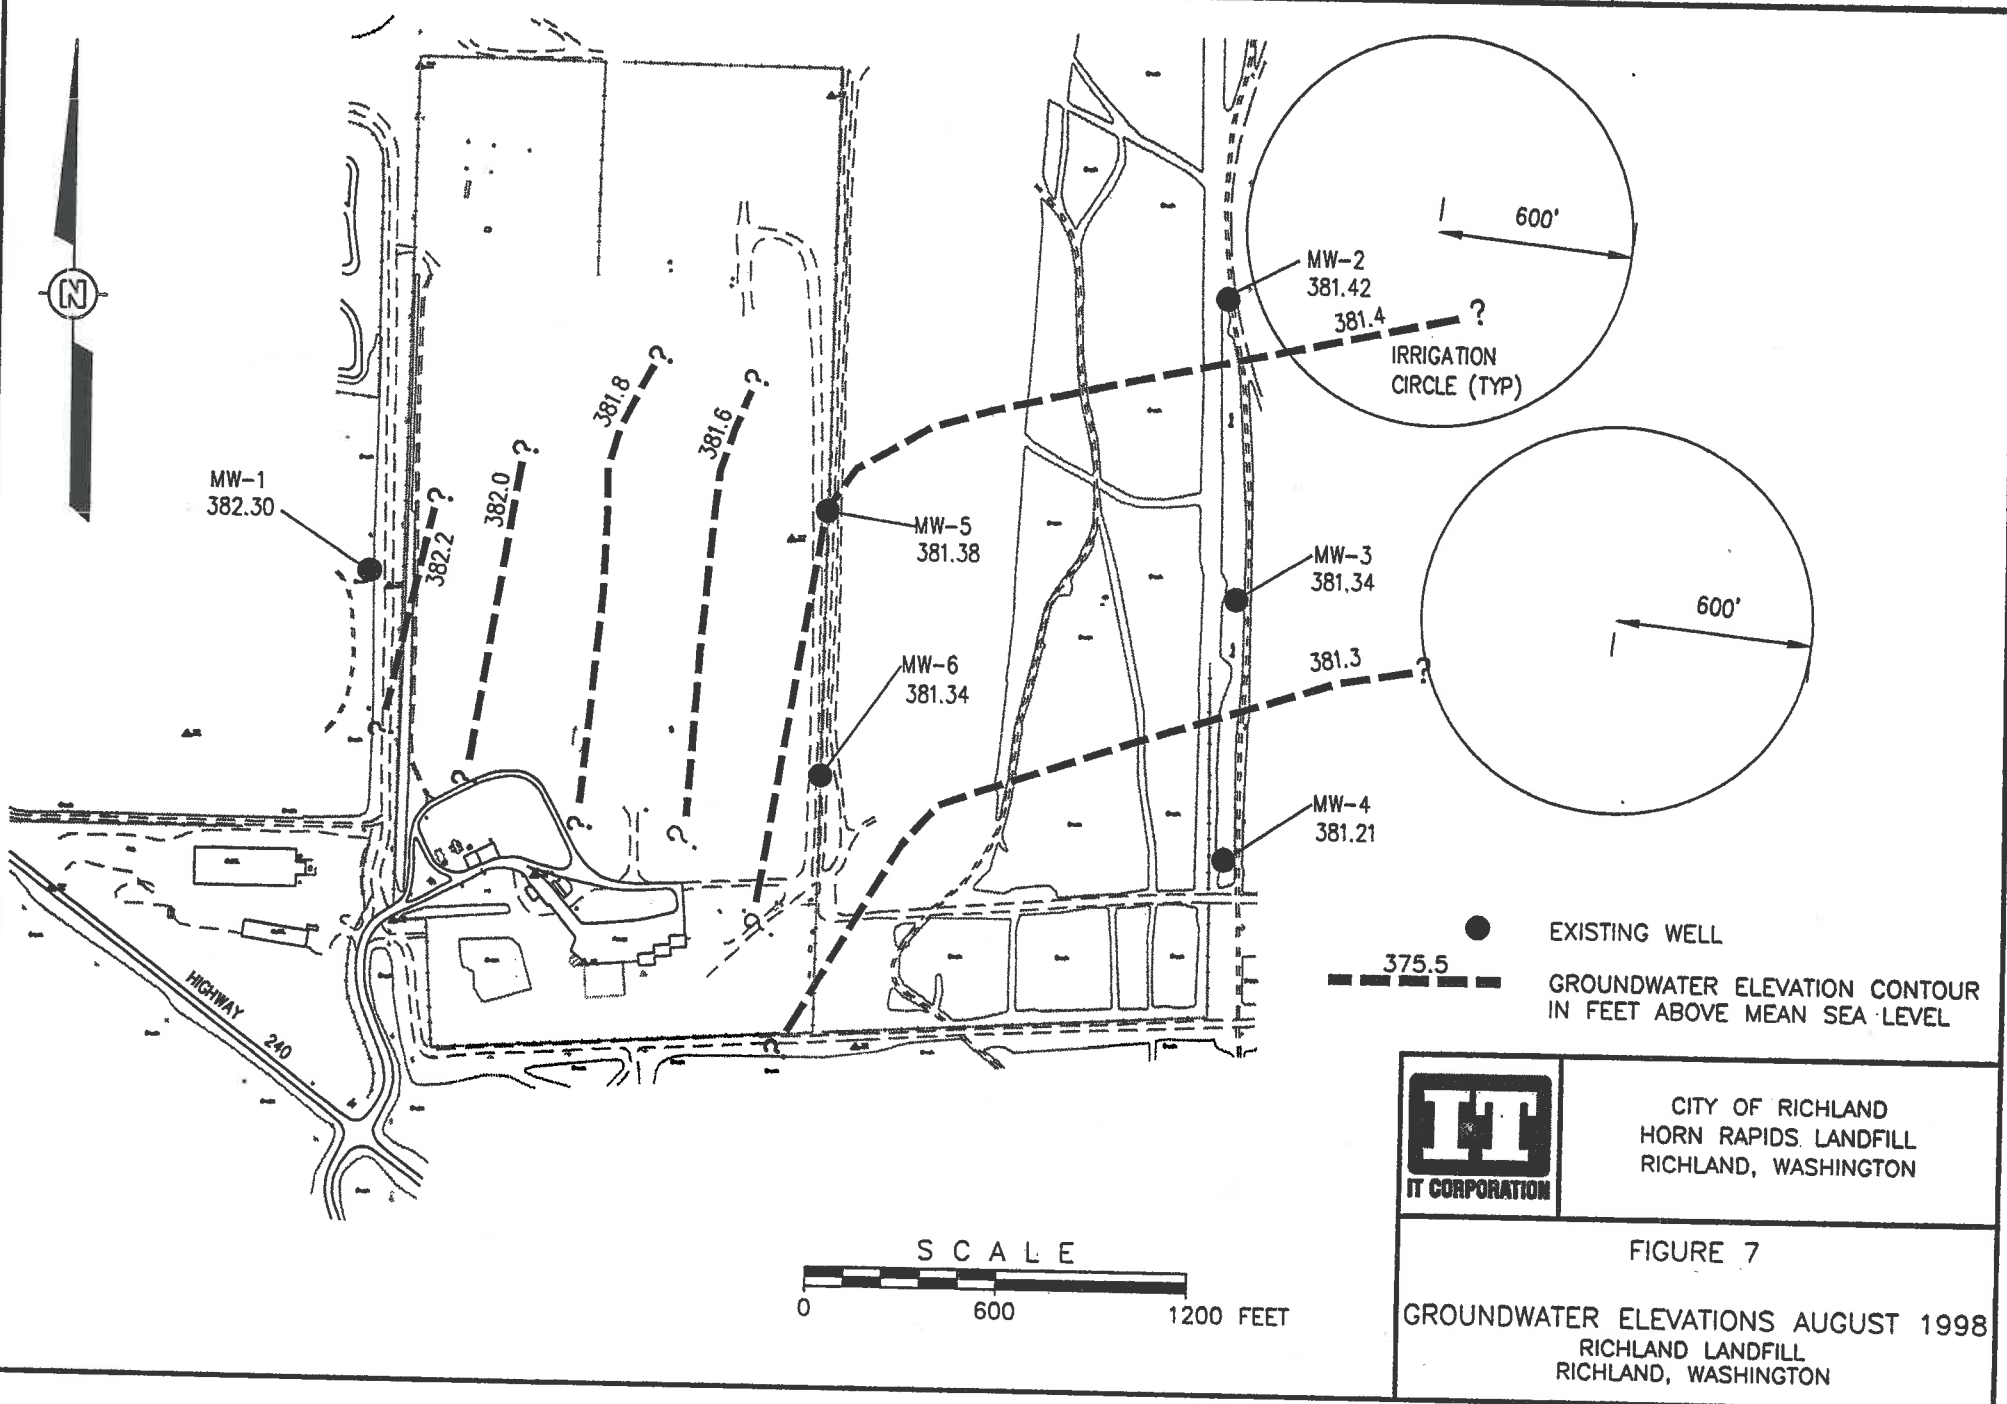 N
600'
MW-2
381.42
381.4
?
IRRIGATION
CIRCLE (TYP)
?
381.8
?
381.6
?
382.0
?
382.2
MW-1
382.30
MW-5
381.38
MW-3
381.34
600'
381.3
?
MW-6
381.34
?
?
?
?
MW-4
381.21
?
?
HIGHWAY 240
EXISTING WELL
375.5
GROUNDWATER ELEVATION CONTOUR
IN FEET ABOVE MEAN SEA LEVEL
IT
IT CORPORATION
CITY OF RICHLAND
HORN RAPIDS LANDFILL
RICHLAND, WASHINGTON
SCALE
0 600 1200 FEET
FIGURE 7
GROUNDWATER ELEVATIONS AUGUST 1998
RICHLAND LANDFILL
RICHLAND, WASHINGTON